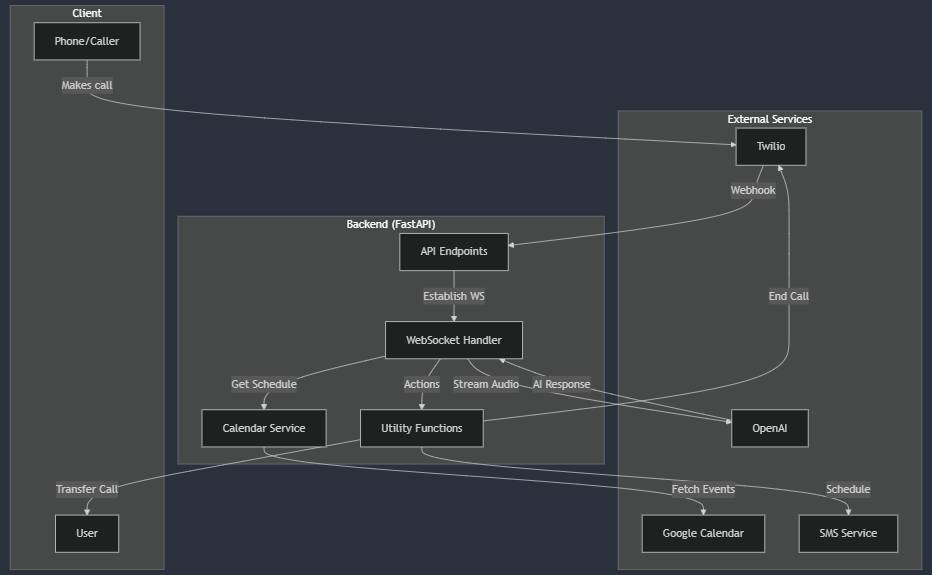 Client
Phone/Caller
Makes call
External Services
Twilio
Webhook
Backend (FastAPI)
API Endpoints
Establish WS
End Call
WebSocket Handler
Get Schedule
Actions
Stream Audio
AI Response
Calendar Service
Utility Functions
OpenAI
Transfer Call
Fetch Events
Schedule
User
Google Calendar
SMS Service